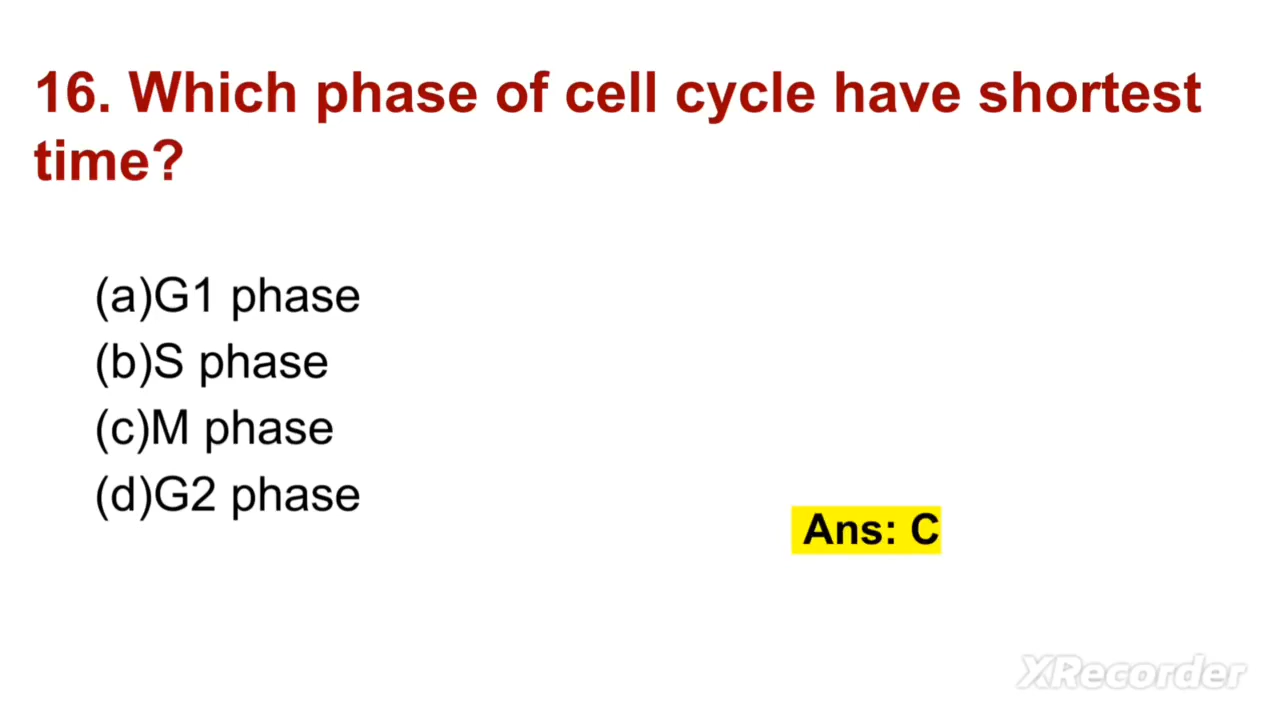 16. Which phase of cell cycle have shortest
time?
(a)G1 phase
(b)S phase
(c)M phase
(d)G2 phase
Ans: C
XRecorder